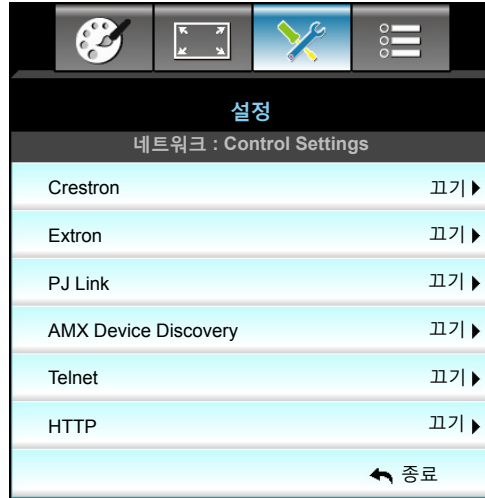 설정
네트워크 : Control Settings
Crestron 끄기
Extron 끄기
PJ Link 끄기
AMX Device Discovery 끄기
Telnet 끄기
HTTP 끄기
종료